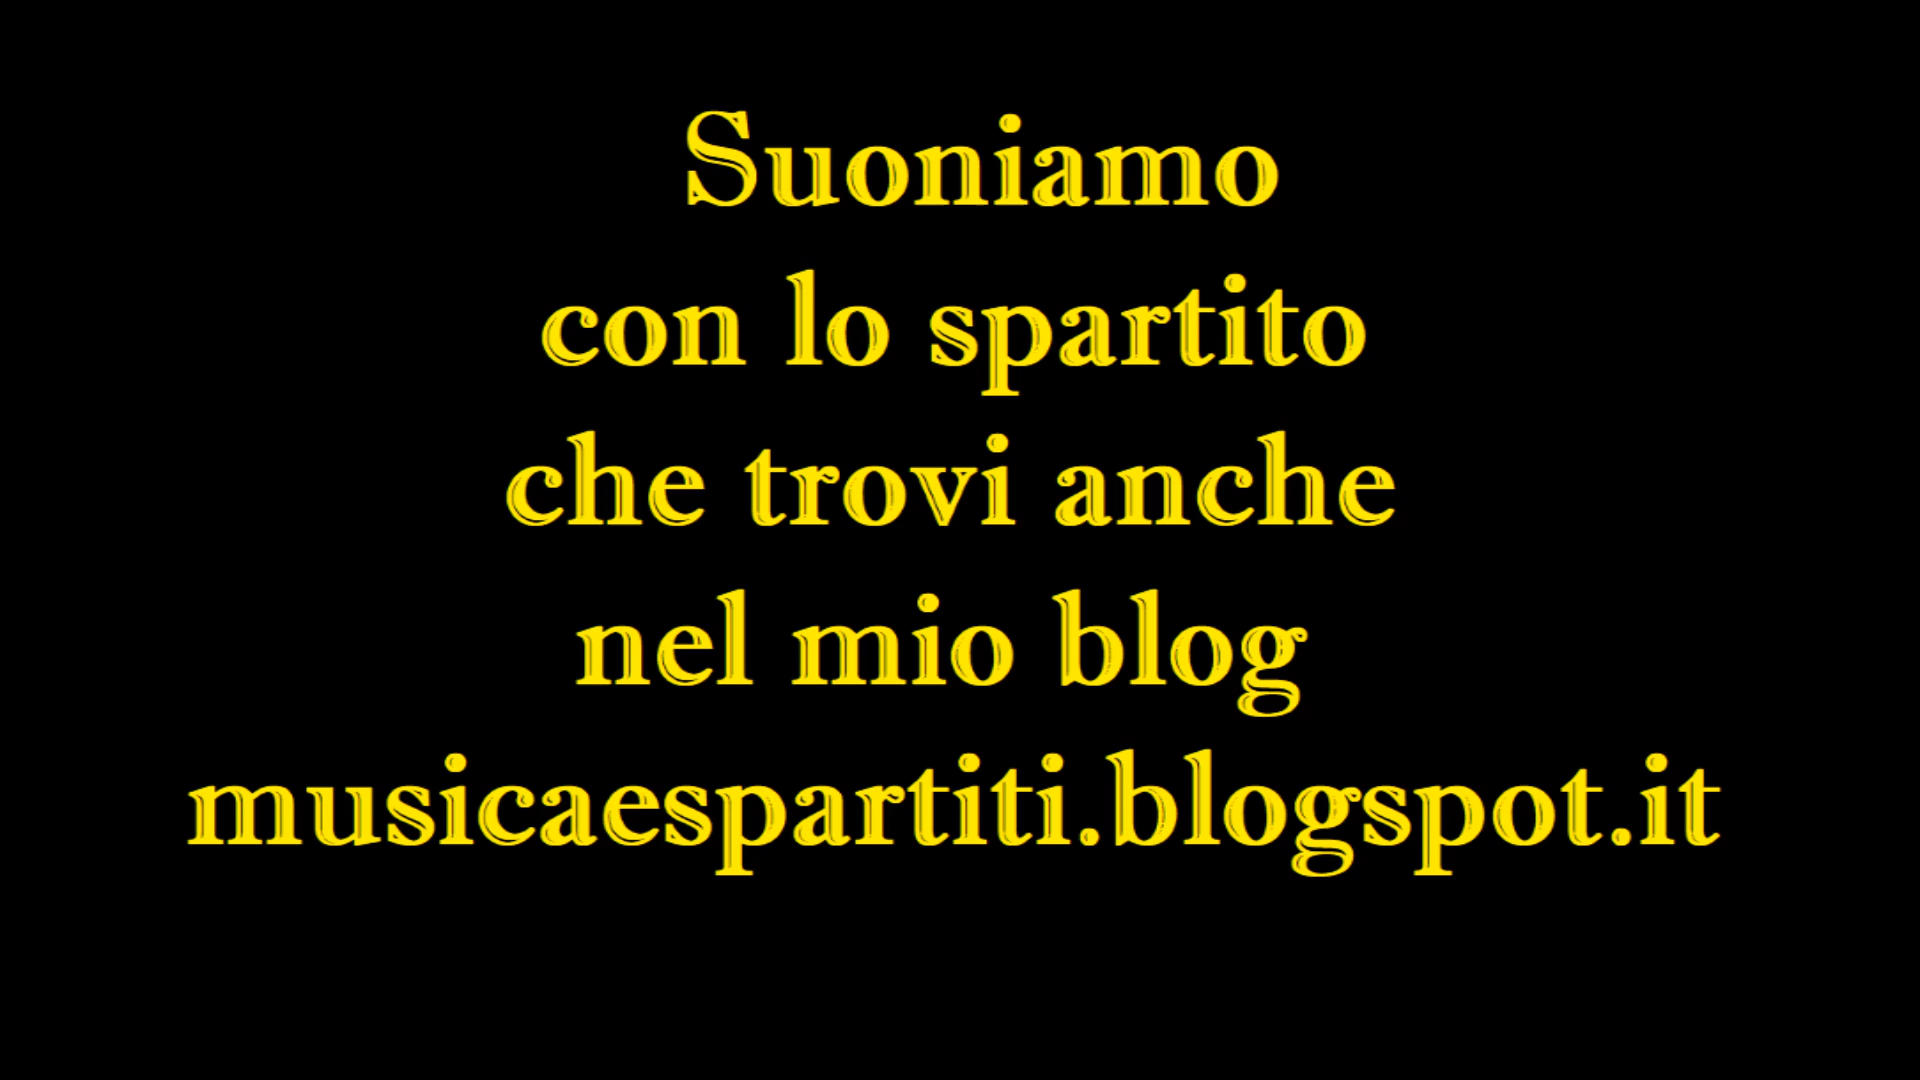 Suoniamo
con lo spartito
che trovi anche
nel mio blog
musicaespartiti.blogspot.it